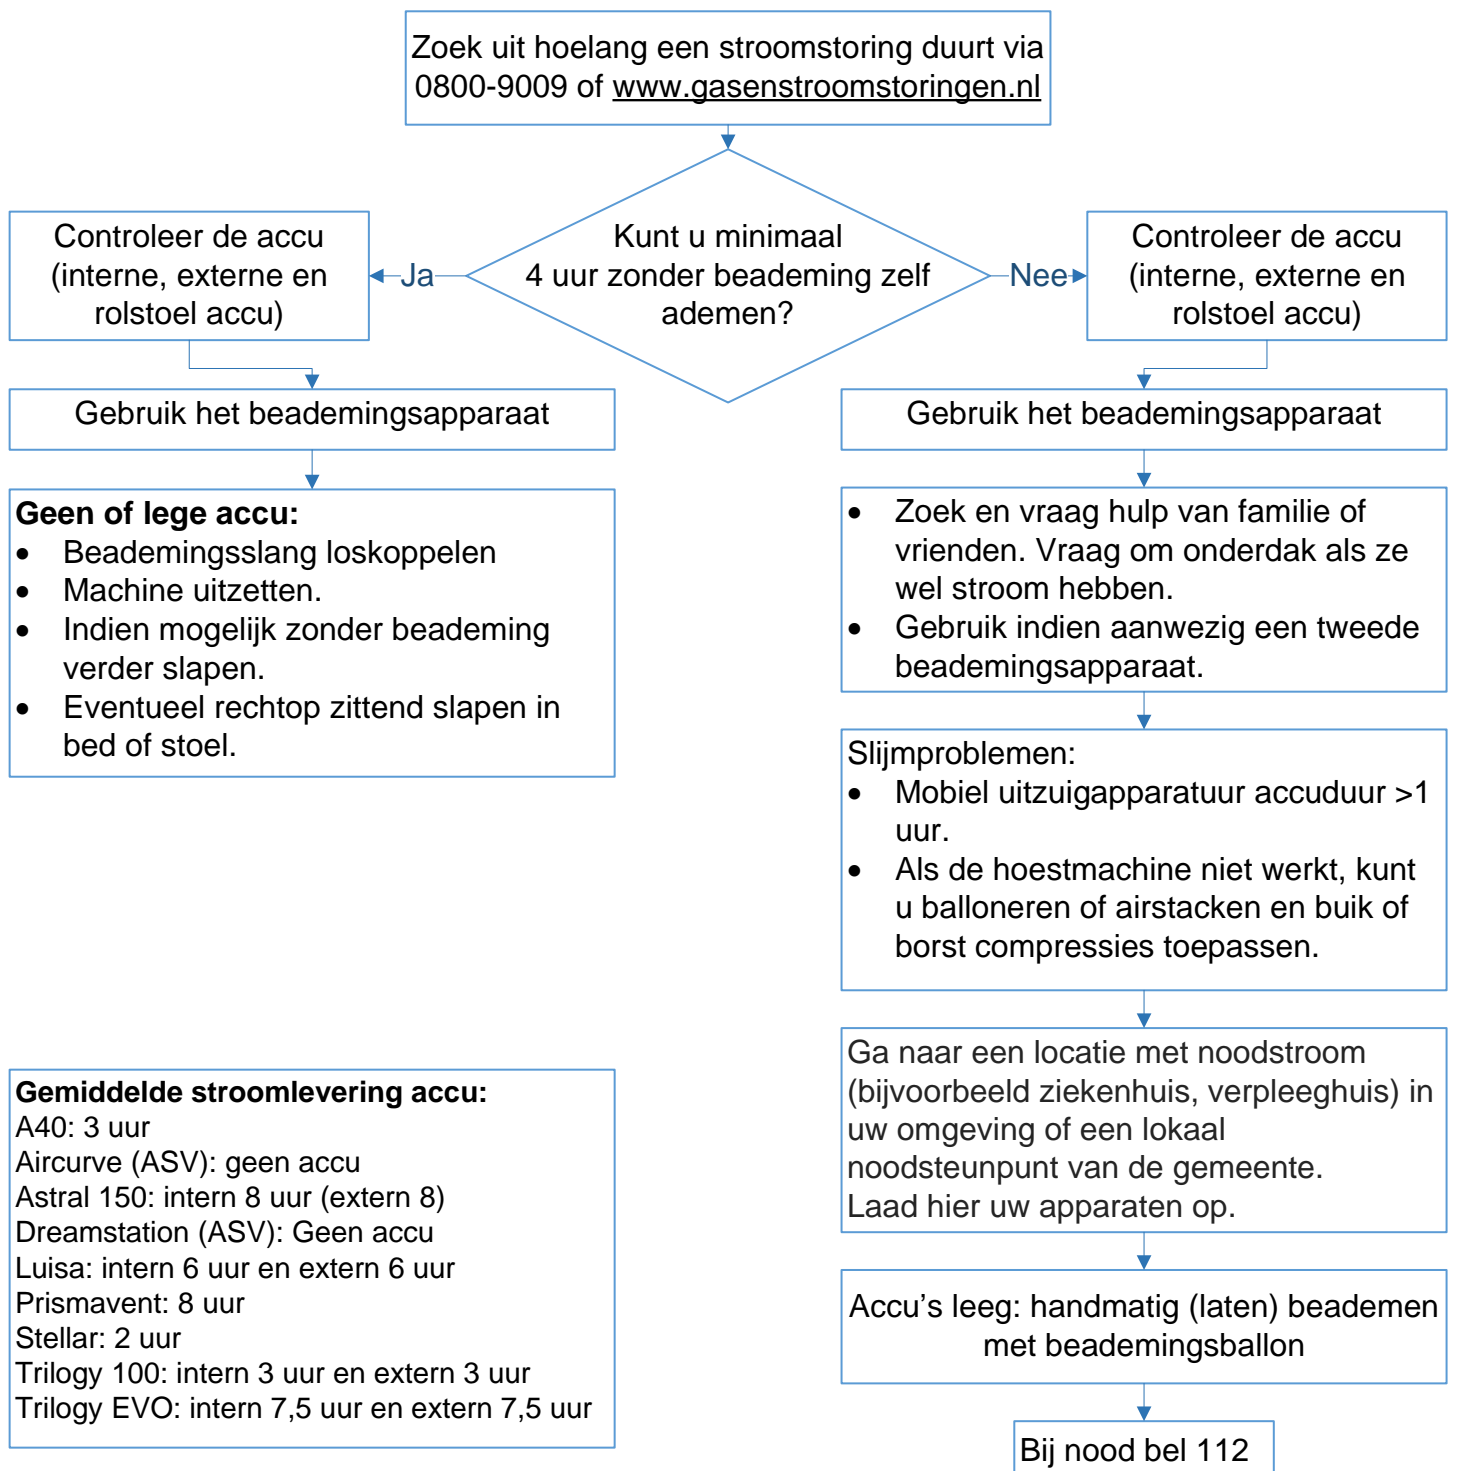 Zoek uit hoelang een stroomstoring duurt via
0800-9009 of www.gasenstroomstoringen.nl
Kunt u minimaal
4 uur zonder beademing zelf
ademen?
Ja
Nee
Controleer de accu
(interne, externe en
rolstoel accu)
Gebruik het beademingsapparaat
Geen of lege accu:
• Beademingsslang loskoppelen
• Machine uitzetten.
• Indien mogelijk zonder beademing
verder slapen.
• Eventueel rechtop zittend slapen in
bed of stoel.
Controleer de accu
(interne, externe en
rolstoel accu)
Gebruik het beademingsapparaat
• Zoek en vraag hulp van familie of
vrienden. Vraag om onderdak als ze
wel stroom hebben.
• Gebruik indien aanwezig een tweede
beademingsapparaat.
Slijmproblemen:
• Mobiel uitzuigapparatuur accuduur >1
uur.
• Als de hoestmachine niet werkt, kunt
u balloneren of airstacken en buik of
borst compressies toepassen.
Ga naar een locatie met noodstroom
(bijvoorbeeld ziekenhuis, verpleeghuis) in
uw omgeving of een lokaal
noodsteunpunt van de gemeente.
Laad hier uw apparaten op.
Accu’s leeg: handmatig (laten) beademen
met beademingsballon
Bij nood bel 112
Gemiddelde stroomlevering accu:
A40: 3 uur
Aircurve (ASV): geen accu
Astral 150: intern 8 uur (extern 8)
Dreamstation (ASV): Geen accu
Luisa: intern 6 uur en extern 6 uur
Prismavent: 8 uur
Stellar: 2 uur
Trilogy 100: intern 3 uur en extern 3 uur
Trilogy EVO: intern 7,5 uur en extern 7,5 uur